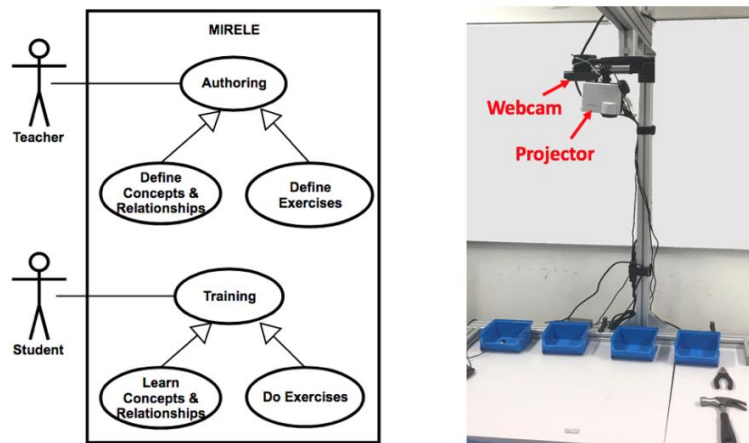 MIRELE
Authoring
Teacher
Define
Concepts &
Relationships
Define
Exercises
Training
Student
Learn
Concepts &
Relationships
Do Exercises
Webcam
Projector